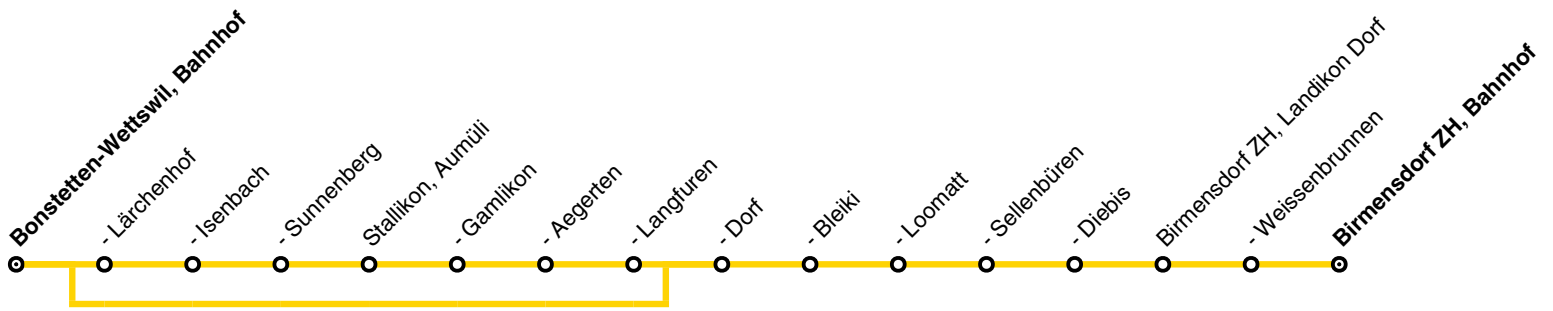 Bonstetten-Wettswil, Bahnhof
- Lärchenhof
- Isenbach
- Sunnenberg
Stallikon, Aumüli
- Gamlikon
- Aegerten
- Langfuren
- Dorf
- Bleiki
- Loomatt
- Sellenbüren
- Diebis
Birmensdorf ZH, Landikon Dorf
- Weissenbrunnen
Birmensdorf ZH, Bahnhof